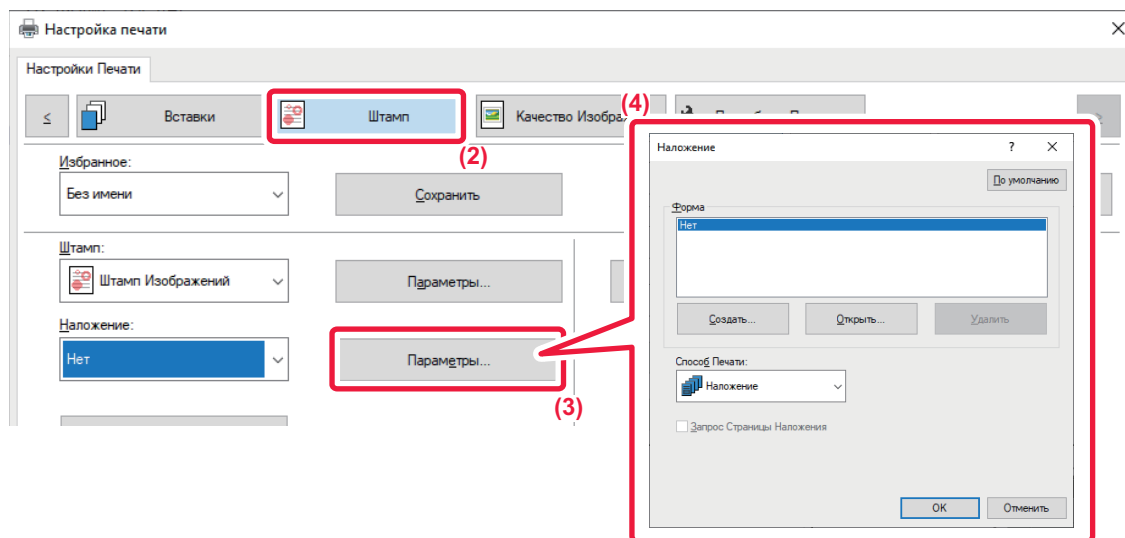 Настройка печати
Настройки Печати
<
Вставки
Штамп
Качество
(4)
(2)
Избранное:
Без имени
Сохранить
Штамп:
Штамп Изображений
Параметры...
Наложение:
Нет
Параметры...
(3)
Наложение
?
По умолчанию
Форма
Нет
Создать...
Открыть...
Удалить
Способ Печати:
Наложение
Запрос Страницы Наложения
OK
Отменить